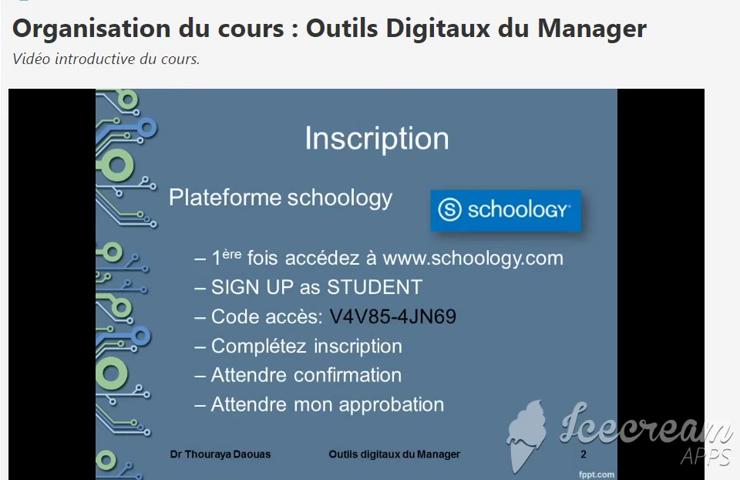 Organisation du cours : Outils Digitaux du Manager
Vidéo introductive du cours.
Inscription
Plateforme schoology
S schoology
– 1ère fois accédez à www.schoology.com
– SIGN UP as STUDENT
– Code accès: V4V85-4JN69
– Complétez inscription
– Attendre confirmation
– Attendre mon approbation
Dr Thouraya Daouas
Outils digitaux du Manager
2
fppt.com
Icecream
APPS